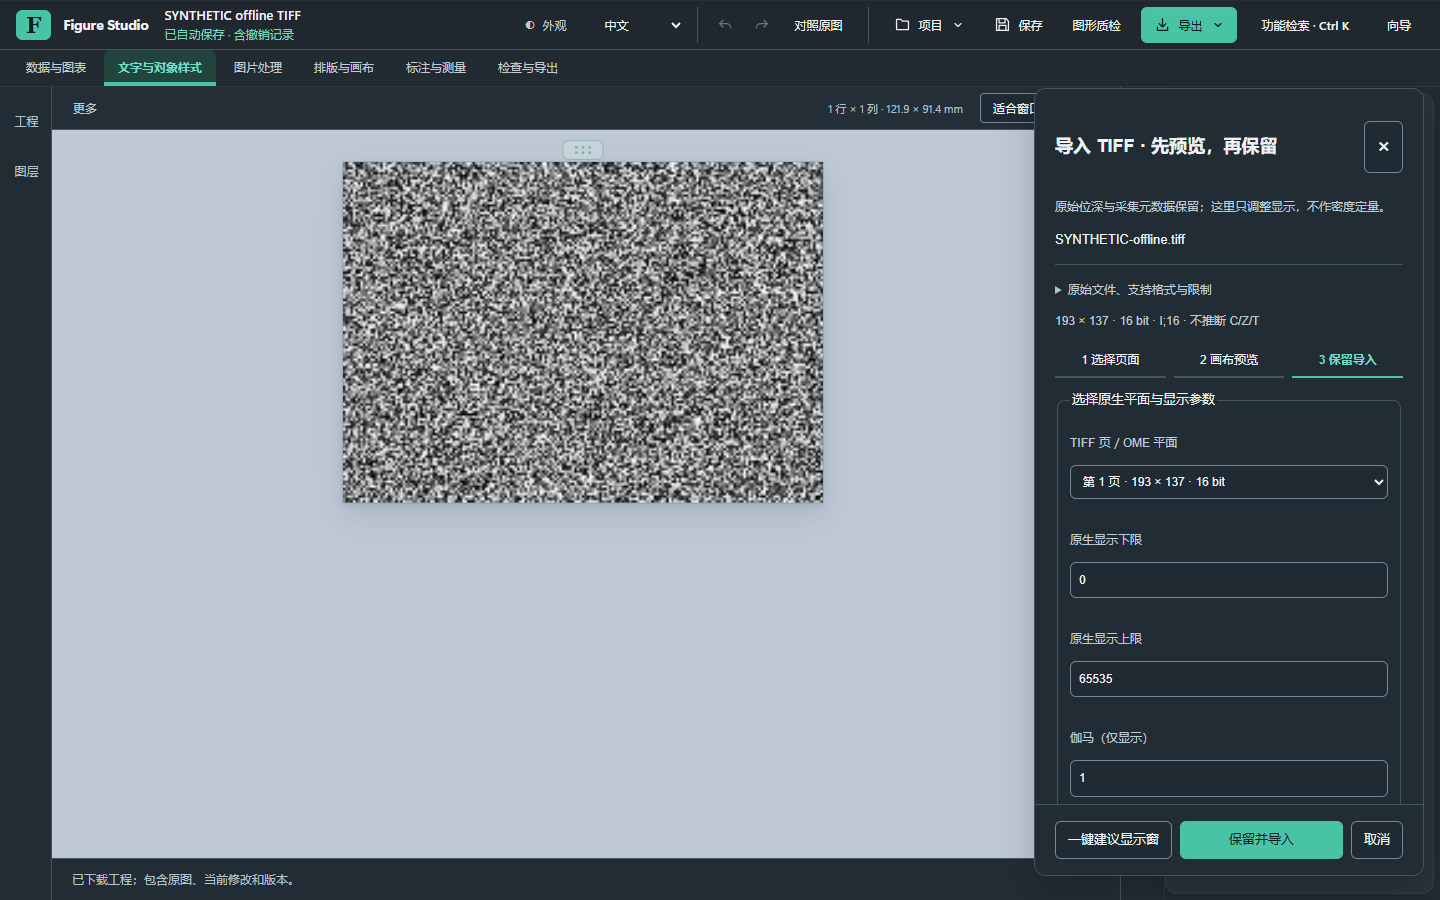 F Figure Studio
SYNTHETIC offline TIFF
已自动保存 · 含撤销记录
外观
中文
对照原图
项目
保存
图形质检
导出
功能检索 · Ctrl K
向导
数据与图表
文字与对象样式
图片处理
排版与画布
标注与测量
检查与导出
工程
图层
更多
1 行 × 1 列 · 121.9 × 91.4 mm
适合窗口
导入 TIFF · 先预览，再保留
×
原始位深与采集元数据保留；这里只调整显示，不作密度定量。
SYNTHETIC-offline.tiff
原始文件、支持格式与限制
193 × 137 · 16 bit · I;16 · 不推断 C/Z/T
1 选择页面
2 画布预览
3 保留导入
选择原生平面与显示参数
TIFF 页 / OME 平面
第 1 页 · 193 × 137 · 16 bit
原生显示下限
0
原生显示上限
65535
伽马（仅显示）
1
一键建议显示窗
保留并导入
取消
已下载工程；包含原图、当前修改和版本。